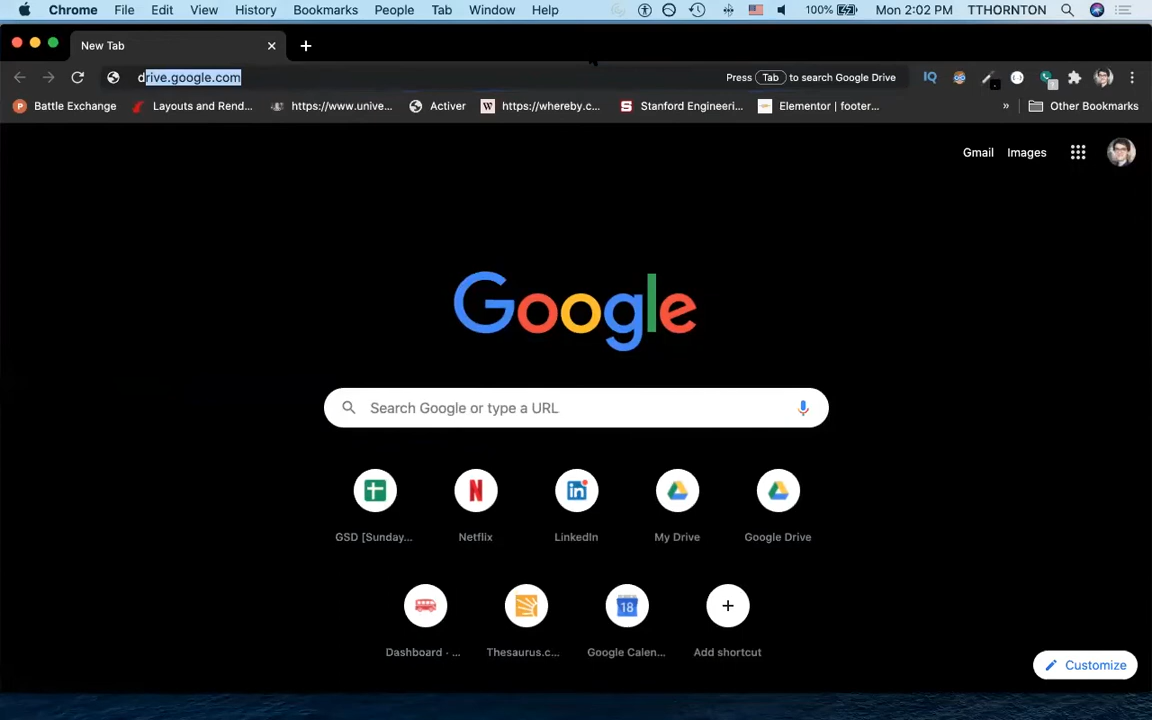 Chrome File Edit View History Bookmarks People Tab Window Help 100% Mon 2:02 PM TTHORNTON
New Tab
drive.google.com Press Tab to search Google Drive IQ
Battle Exchange Layouts and Rend... https://www.unive... Activer https://whereby.c... Stanford Engineeri... Elementor | footer... » Other Bookmarks
Gmail Images
Google
Search Google or type a URL
GSD [Sunday... Netflix LinkedIn My Drive Google Drive
18
Dashboard · ... Thesaurus.c... Google Calen... Add shortcut
Customize